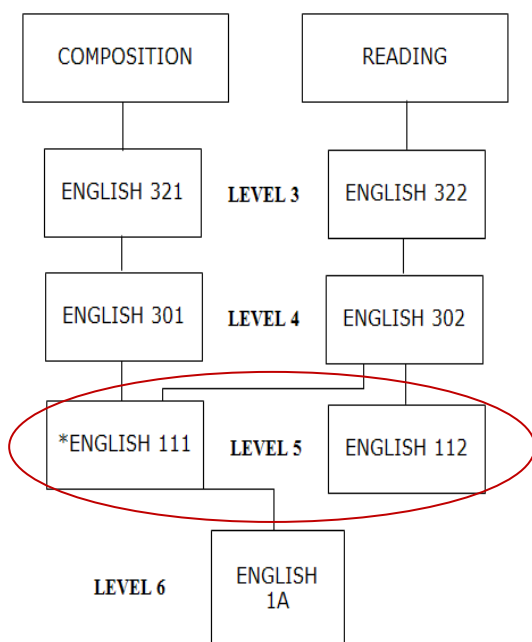 COMPOSITION
READING
ENGLISH 321
LEVEL 3
ENGLISH 322
ENGLISH 301
LEVEL 4
ENGLISH 302
*ENGLISH 111
LEVEL 5
ENGLISH 112
LEVEL 6
ENGLISH
1A